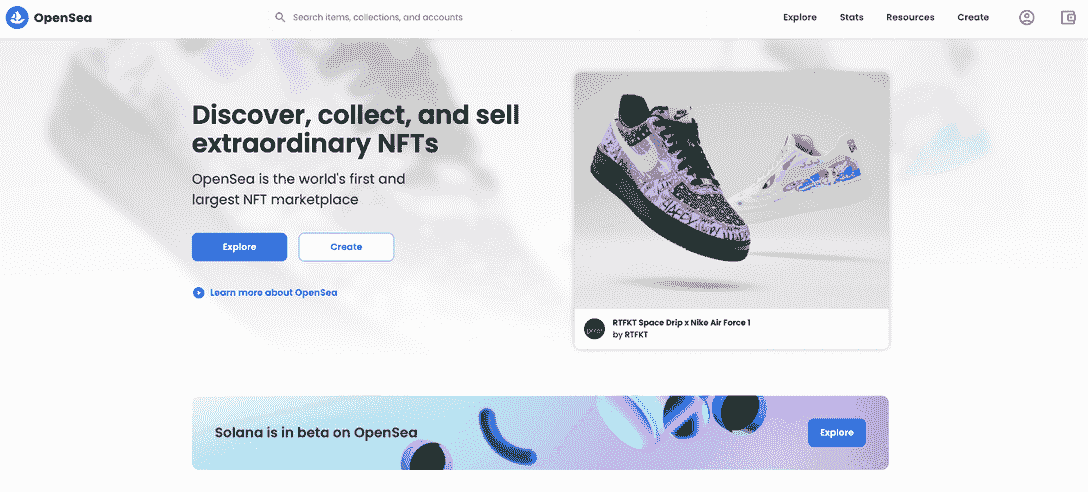 OpenSea
Search items, collections, and accounts
Explore
Stats
Resources
Create
Discover, collect, and sell
extraordinary NFTs
OpenSea is the world's first and
largest NFT marketplace
Explore
Create
Learn more about OpenSea
RTFKT Space Drip x Nike Air Force 1
by RTFKT
Solana is in beta on OpenSea
Explore